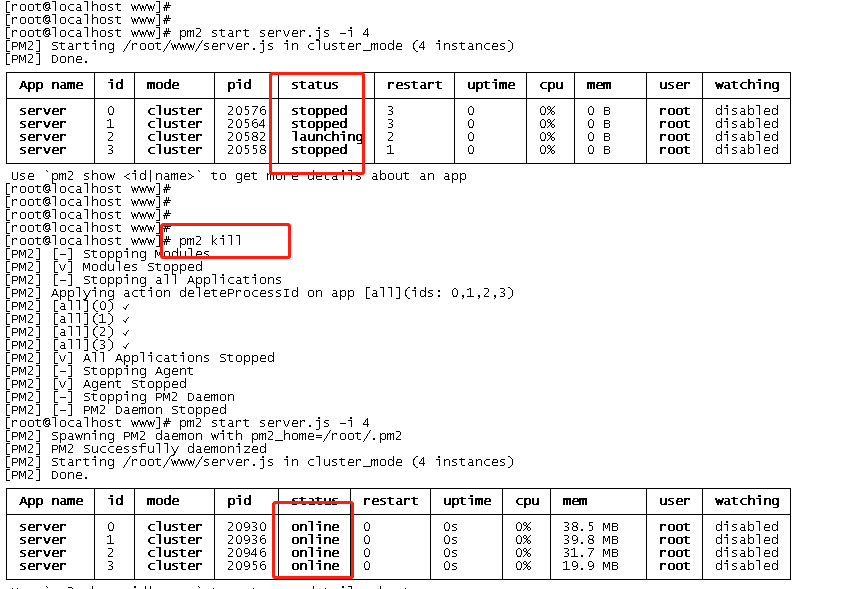 [root@localhost www]#
[root@localhost www]#
[root@localhost www]# pm2 start server.js -i 4
[PM2] Starting /root/www/server.js in cluster_mode (4 instances)
[PM2] Done.
App name id mode pid status restart uptime cpu mem user watching
server 0 cluster 20576 stopped 3 0 0% 0 B root disabled
server 1 cluster 20564 stopped 3 0 0% 0 B root disabled
server 2 cluster 20582 launching 2 0 0% 0 B root disabled
server 3 cluster 20558 stopped 1 0 0% 0 B root disabled
Use `pm2 show <id|name>` to get more details about an app
[root@localhost www]#
[root@localhost www]#
[root@localhost www]#
[root@localhost www]#
[root@localhost www]# pm2 kill
[PM2] [-] Stopping Modules
[PM2] [v] Modules Stopped
[PM2] [-] Stopping all Applications
[PM2] Applying action deleteProcessId on app [all](ids: 0,1,2,3)
[PM2] [all](0) ✓
[PM2] [all](1) ✓
[PM2] [all](2) ✓
[PM2] [all](3) ✓
[PM2] [v] All Applications Stopped
[PM2] [-] Stopping Agent
[PM2] [v] Agent Stopped
[PM2] [-] Stopping PM2 Daemon
[PM2] [-] PM2 Daemon Stopped
[root@localhost www]# pm2 start server.js -i 4
[PM2] Spawning PM2 daemon with pm2_home=/root/.pm2
[PM2] PM2 Successfully daemonized
[PM2] Starting /root/www/server.js in cluster_mode (4 instances)
[PM2] Done.
App name id mode pid status restart uptime cpu mem user watching
server 0 cluster 20930 online 0 0s 0% 38.5 MB root disabled
server 1 cluster 20936 online 0 0s 0% 39.8 MB root disabled
server 2 cluster 20946 online 0 0s 0% 31.7 MB root disabled
server 3 cluster 20956 online 0 0s 0% 19.9 MB root disabled